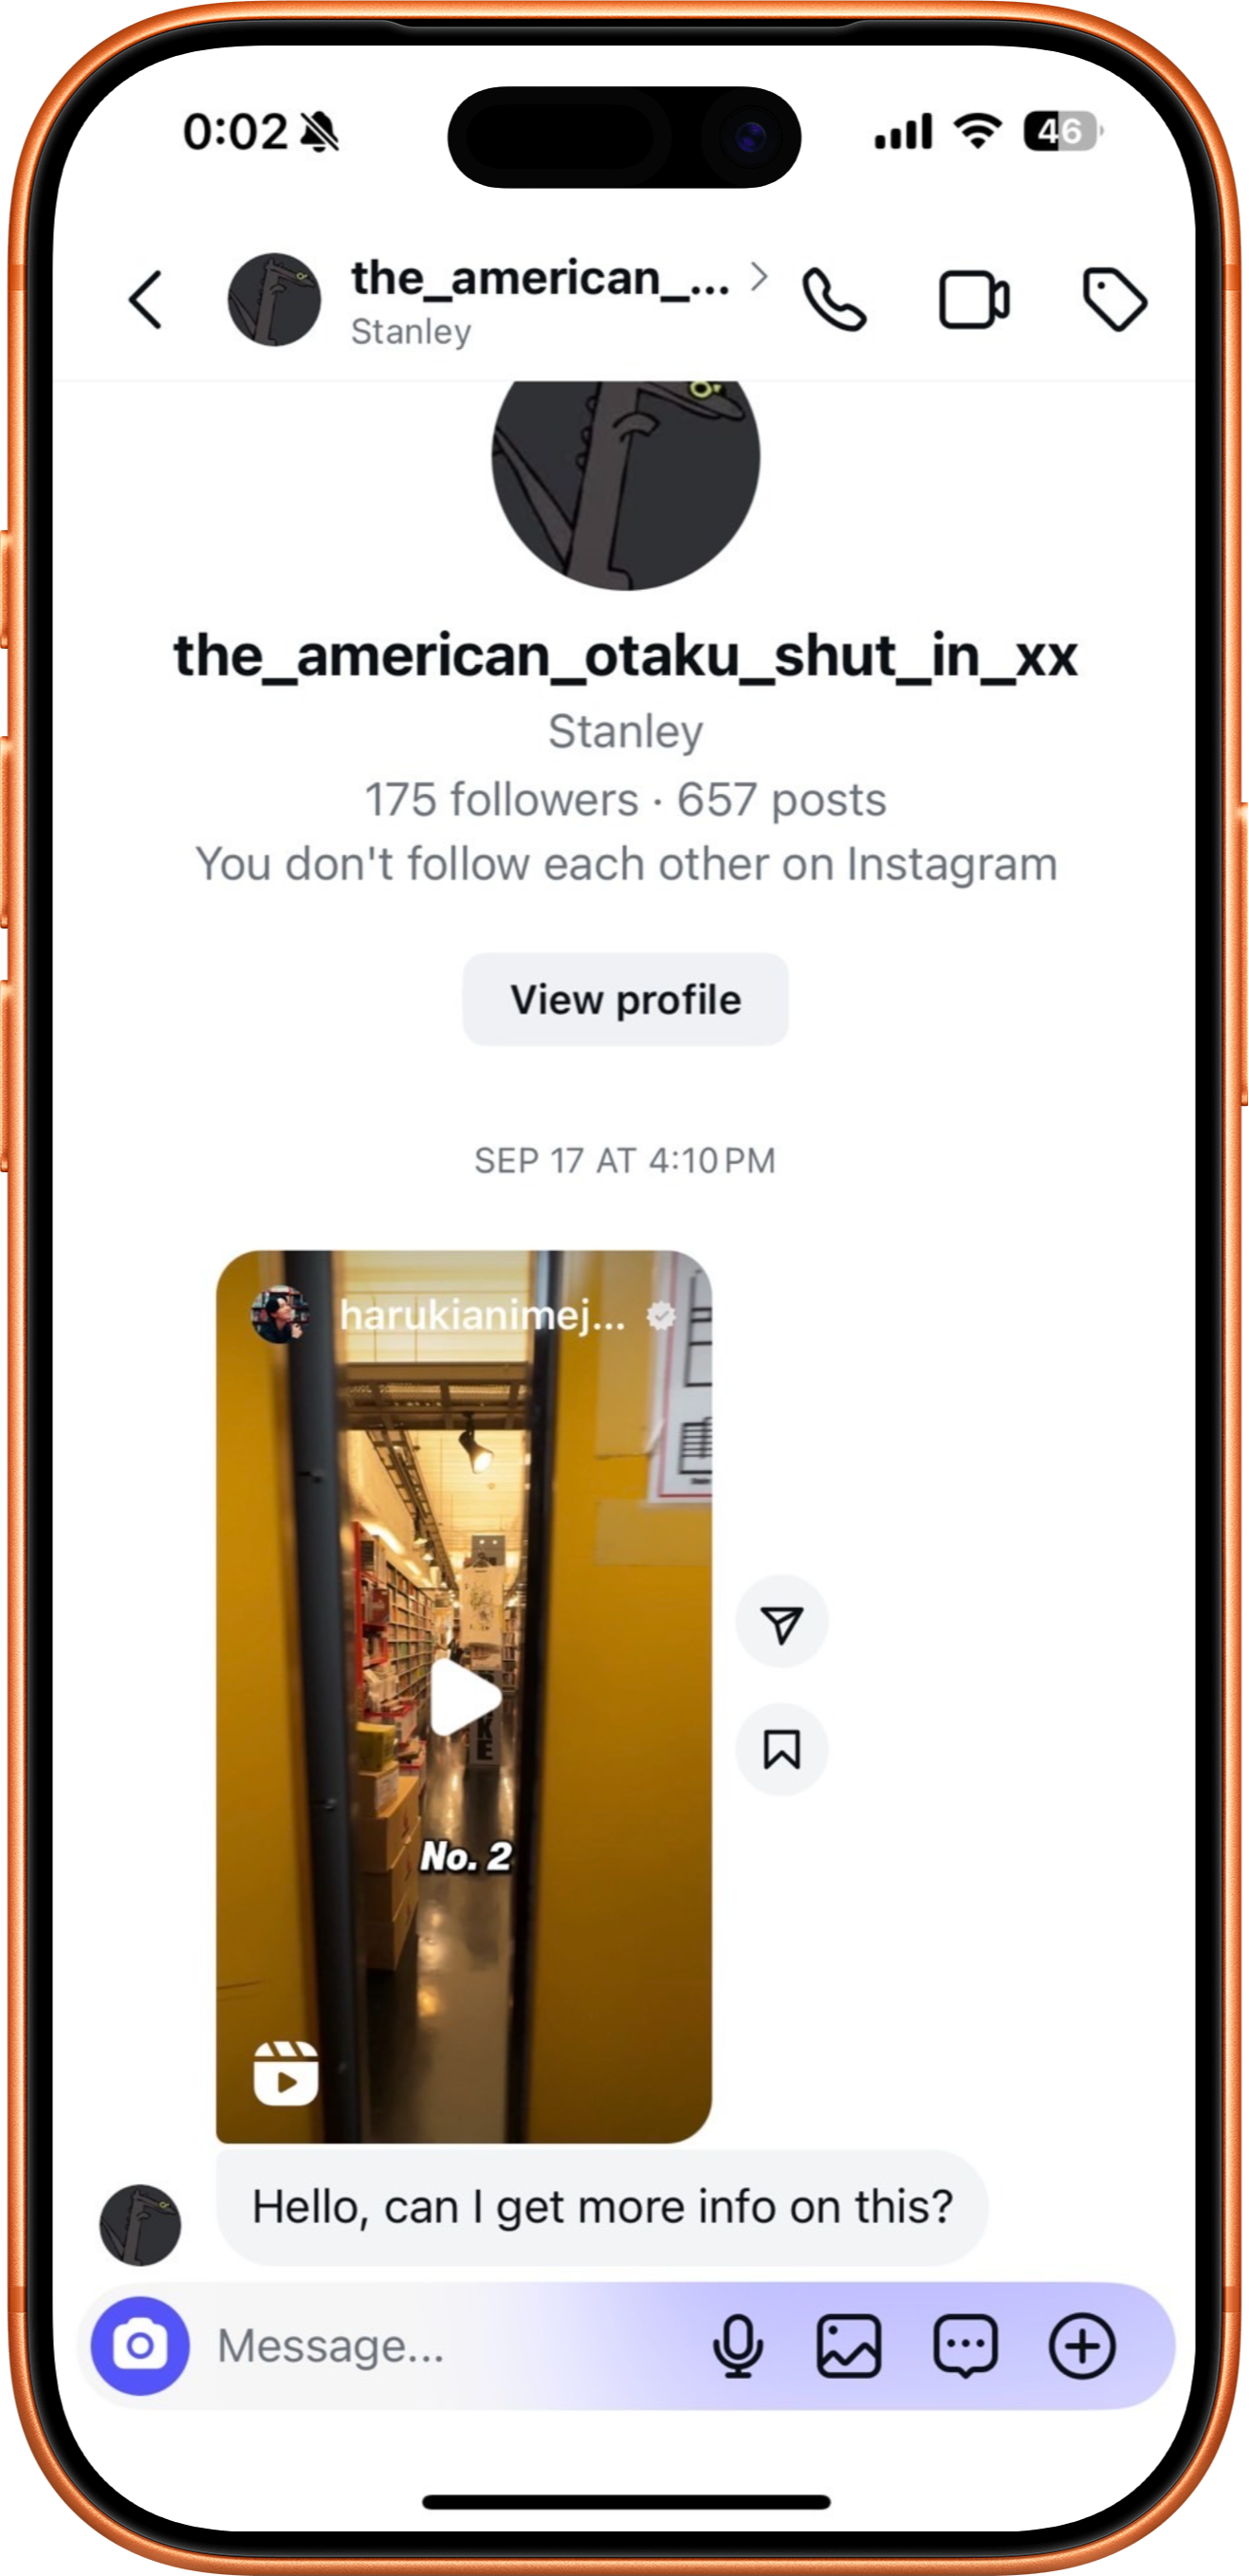 0:02
46
the_american_...
Stanley
the_american_otaku_shut_in_xx
Stanley
175 followers · 657 posts
You don't follow each other on Instagram
View profile
SEP 17 AT 4:10 PM
harukianimej...
KE
No. 2
Hello, can I get more info on this?
Message...